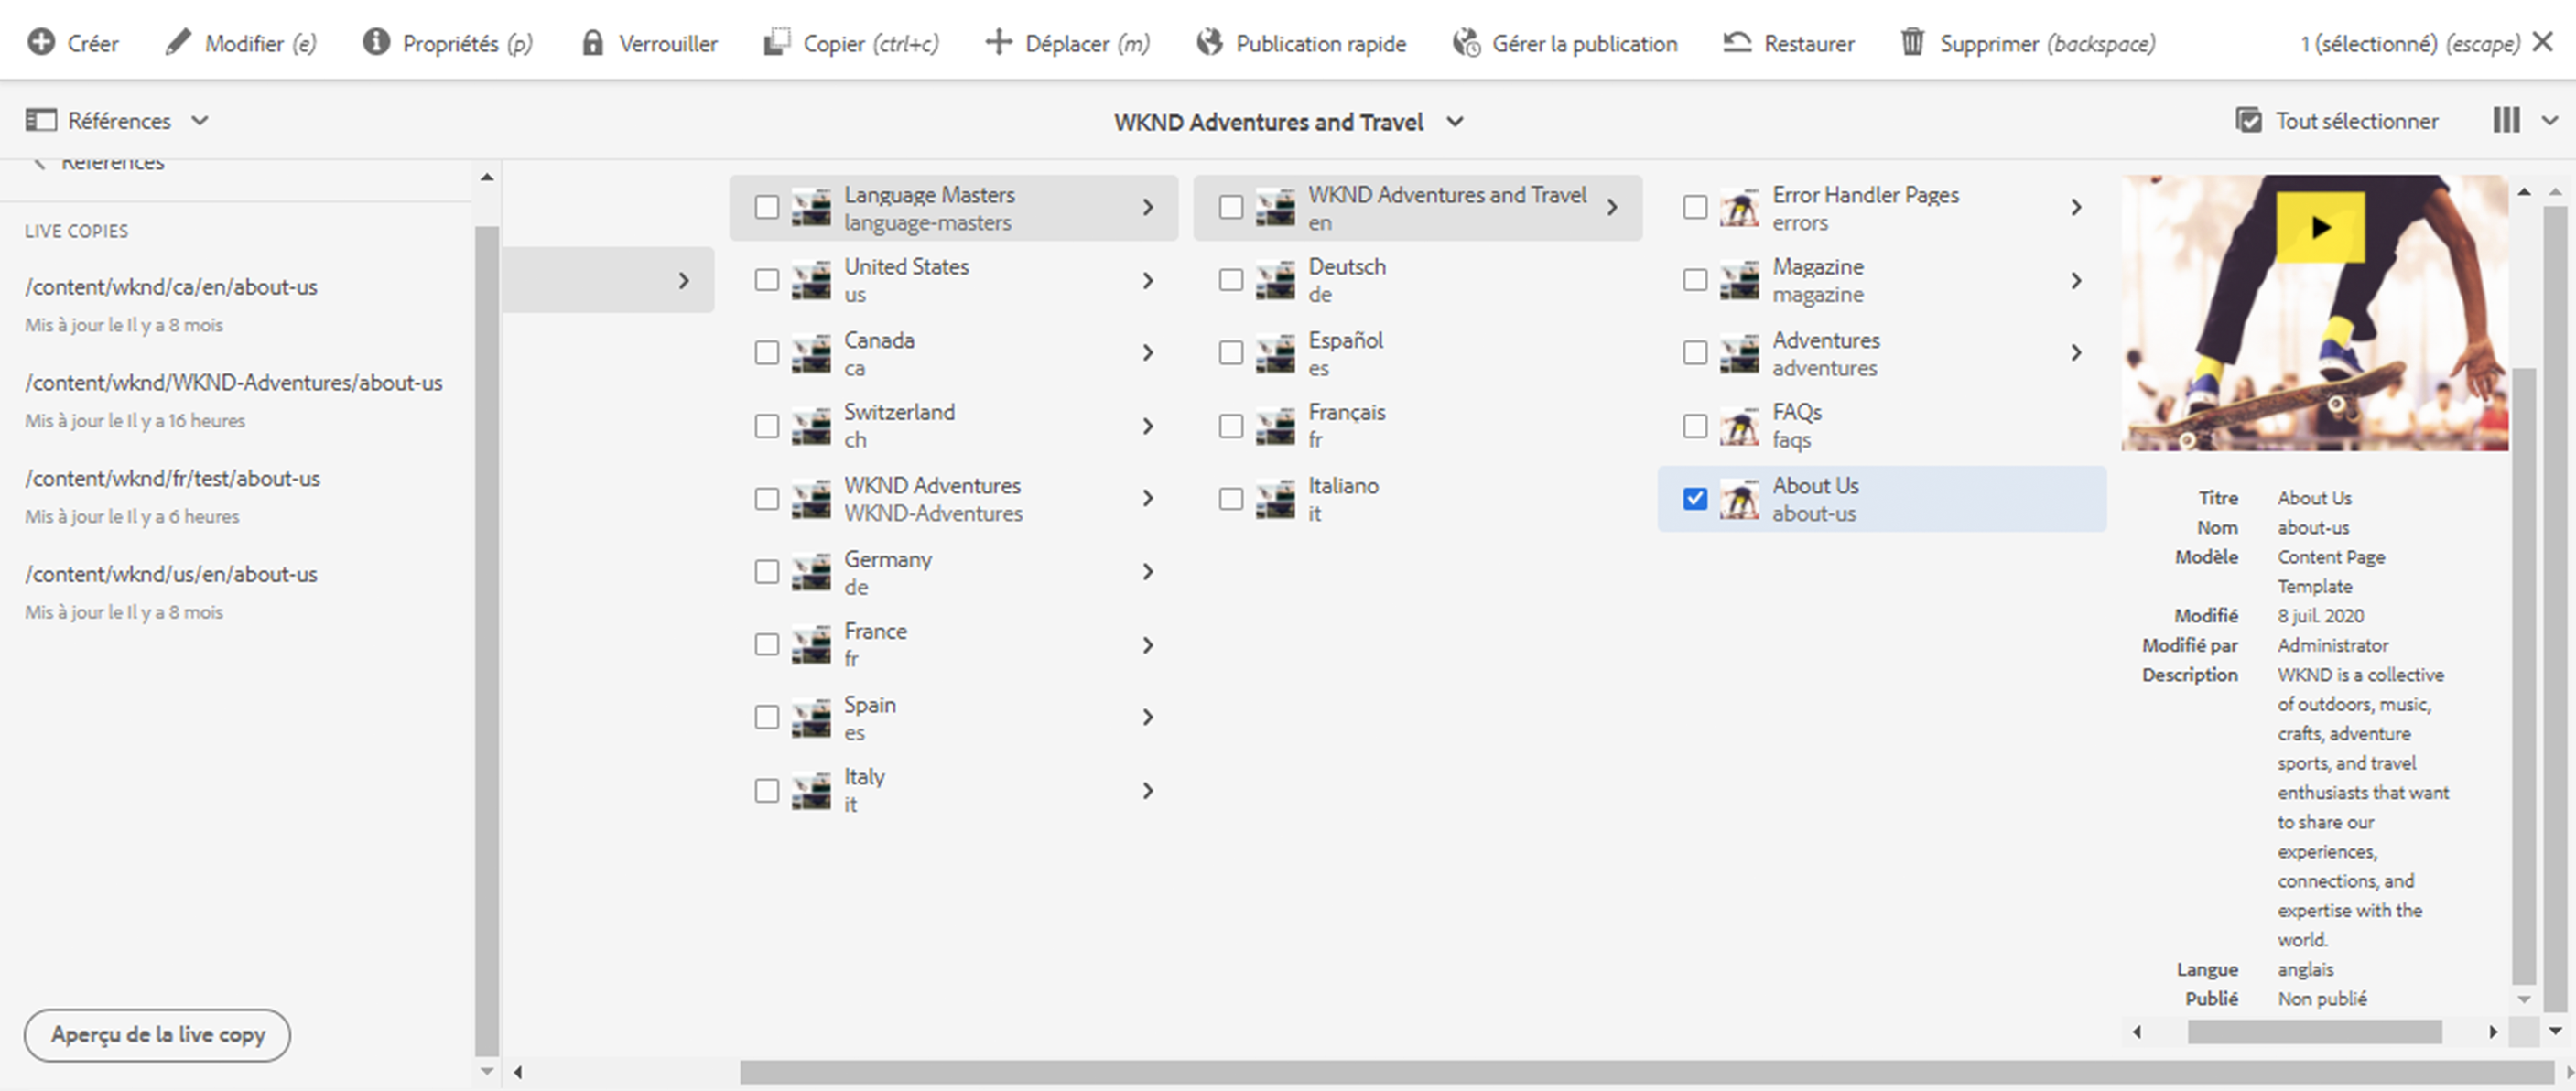 Créer
Modifier (e)
Propriétés (p)
Verrouiller
Copier (ctrl+c)
Déplacer (m)
Publication rapide
Gérer la publication
Restaurer
Supprimer (backspace)
1 (sélectionné) (escape)
Références
WKND Adventures and Travel
Tout sélectionner
Références
LIVE COPIES
/content/wknd/ca/en/about-us
Mis à jour le Il y a 8 mois
/content/wknd/WKND-Adventures/about-us
Mis à jour le Il y a 16 heures
/content/wknd/fr/test/about-us
Mis à jour le Il y a 6 heures
/content/wknd/us/en/about-us
Mis à jour le Il y a 8 mois
Aperçu de la live copy
Language Masters
language-masters
United States
us
Canada
ca
Switzerland
ch
WKND Adventures
WKND-Adventures
Germany
de
France
fr
Spain
es
Italy
it
WKND Adventures and Travel
en
Deutsch
de
Español
es
Français
fr
Italiano
it
Error Handler Pages
errors
Magazine
magazine
Adventures
adventures
FAQs
faqs
About Us
about-us
Titre About Us
Nom about-us
Modèle Content Page
Template
Modifié 8 juil. 2020
Modifié par Administrator
Description WKND is a collective
of outdoors, music,
crafts, adventure
sports, and travel
enthusiasts that want
to share our
experiences,
connections, and
expertise with the
world.
Langue anglais
Publié Non publié